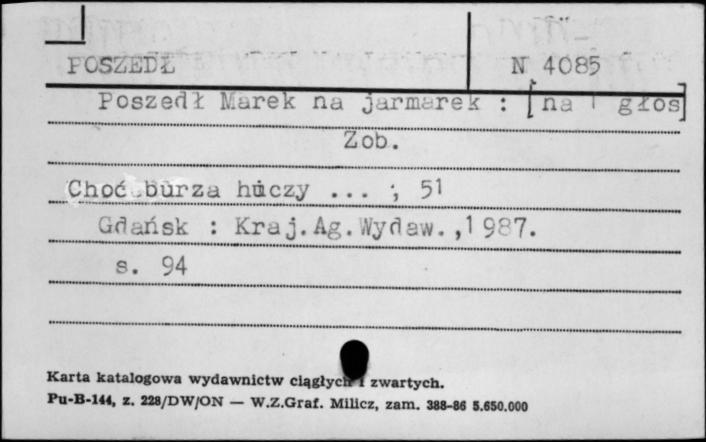 POSZEDŁ N 4085
Poszedł Marek na jarmarek : [na 1 głos]
Zob.
Choć burza huczy ... ; 51
Gdańsk : Kraj.Ag.Wydaw.,1987.
s. 94
Karta katalogowa wydawnictw ciągłych i zwartych.
Pu-B-144, z. 228/DW/ON — W.Z.Graf. Milicz, zam. 388-86 5.650.000